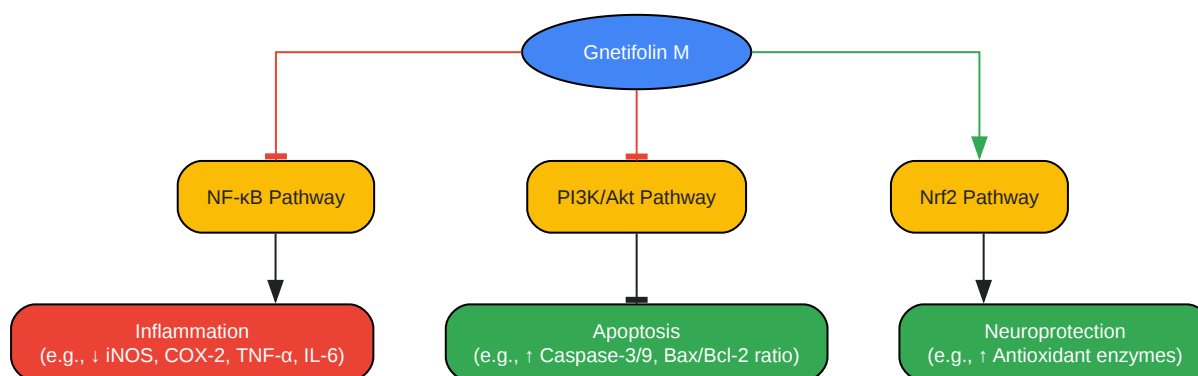 Gnetifolin M
NF-κB Pathway
PI3K/Akt Pathway
Nrf2 Pathway
Inflammation
(e.g., ↓ iNOS, COX-2, TNF-α, IL-6)
Apoptosis
(e.g., ↑ Caspase-3/9, Bax/Bcl-2 ratio)
Neuroprotection
(e.g., ↑ Antioxidant enzymes)